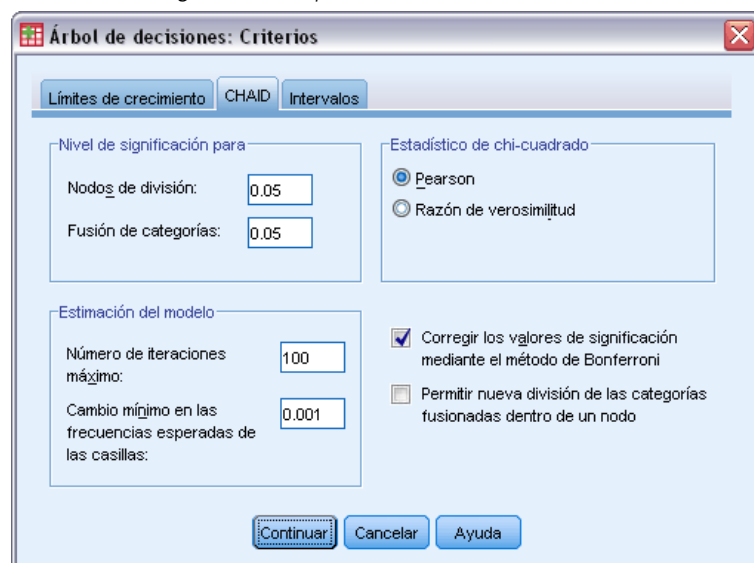 Árbol de decisiones: Criterios
Límites de crecimiento CHAID Intervalos
Nivel de significación para
Nodos de división: 0.05
Fusión de categorías: 0.05
Estadístico de chi-cuadrado
Pearson
Razón de verosimilitud
Estimación del modelo
Número de iteraciones
máximo: 100
Cambio mínimo en las
frecuencias esperadas de
las casillas: 0.001
Corregir los valores de significación
mediante el método de Bonferroni
Permitir nueva división de las categorías
fusionadas dentro de un nodo
Continuar Cancelar Ayuda